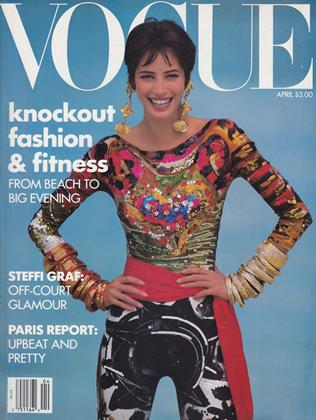 VOGUE
APRIL $3.00
knockout
fashion
& fitness
FROM BEACH TO
BIG EVENING
STEFFI GRAF:
OFF-COURT
GLAMOUR
PARIS REPORT:
UPBEAT AND
PRETTY
04